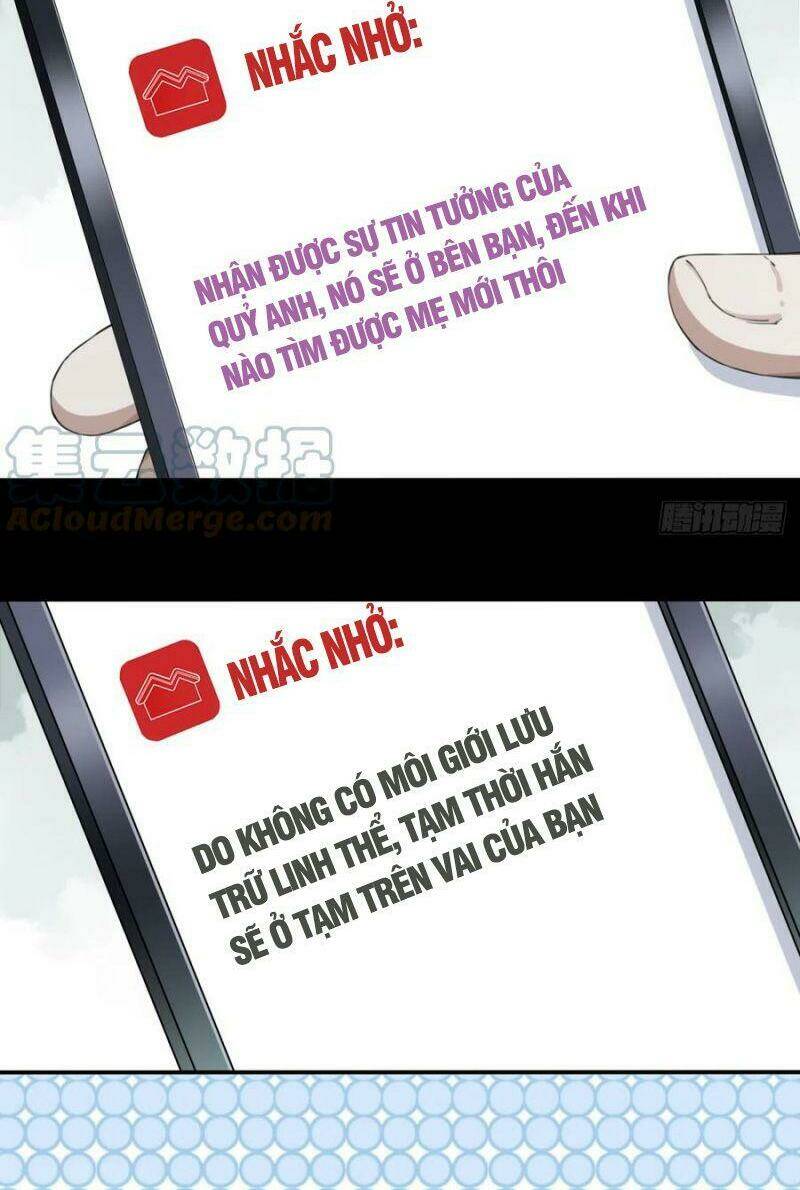 NHẮC NHỞ:
NHẬN ĐƯỢC SỰ TIN TƯỞNG CỦA
QUỶ ANH, NÓ SẼ Ở BÊN BẠN, ĐẾN KHI
NÀO TÌM ĐƯỢC MẸ MỚI THÔI
集云数据
ACloudMerge.com
腾讯动漫
NHẮC NHỞ:
DO KHÔNG CÓ MÔI GIỚI LƯU
TRỮ LINH THỂ, TẠM THỜI HẮN
SẼ Ở TẠM TRÊN VAI CỦA BẠN